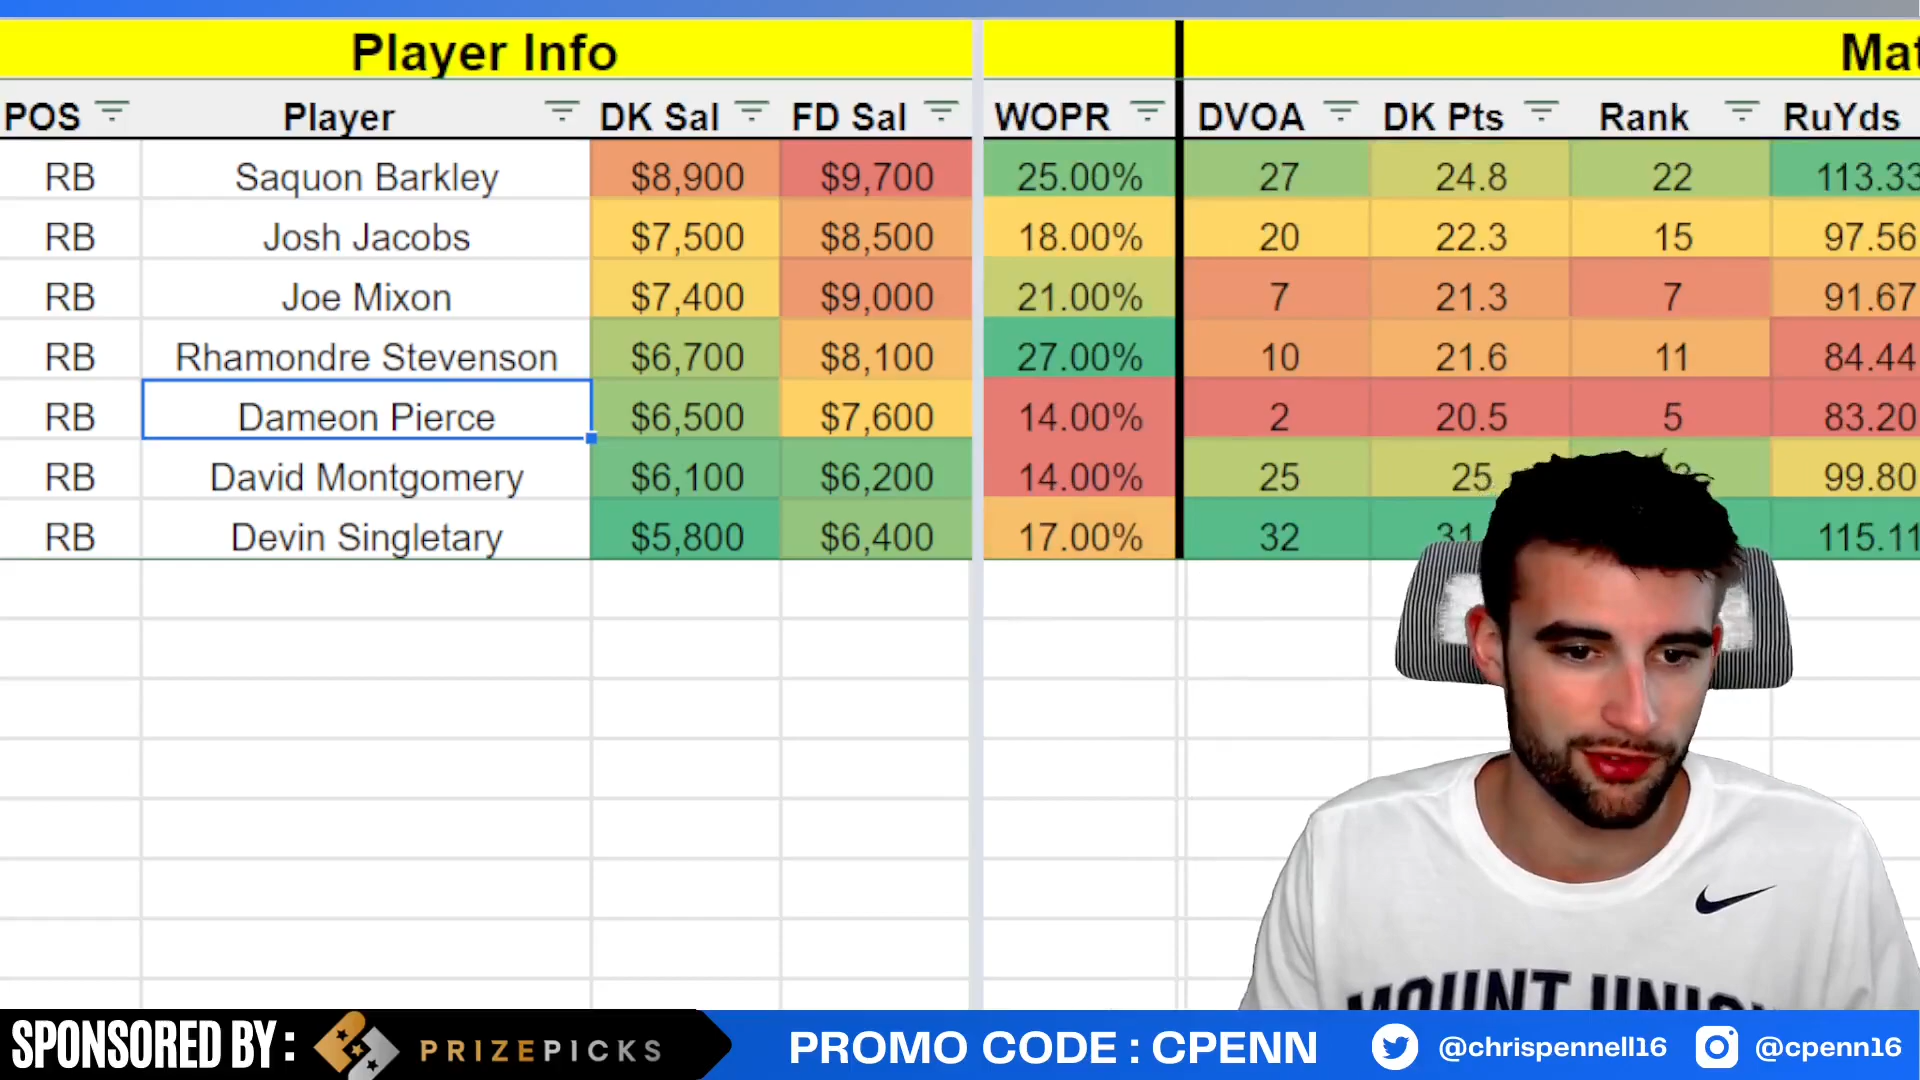 Player Info
POS Player DK Sal FD Sal WOPR DVOA DK Pts Rank RuYds
RB Saquon Barkley $8,900 $9,700 25.00% 27 24.8 22 113.33
RB Josh Jacobs $7,500 $8,500 18.00% 20 22.3 15 97.56
RB Joe Mixon $7,400 $9,000 21.00% 7 21.3 7 91.67
RB Rhamondre Stevenson $6,700 $8,100 27.00% 10 21.6 11 84.44
RB Dameon Pierce $6,500 $7,600 14.00% 2 20.5 5 83.20
RB David Montgomery $6,100 $6,200 14.00% 25 25 99.80
RB Devin Singletary $5,800 $6,400 17.00% 32 31 115.11
MOUNT UNION
SPONSORED BY : PRIZEPICKS PROMO CODE : CPENN @chrispennell16 @cpenn16